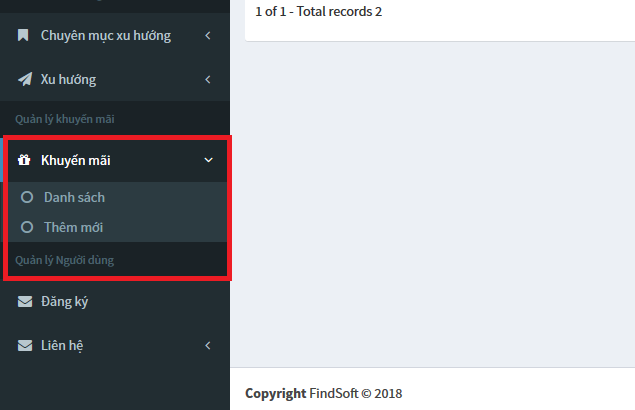 1 of 1 - Total records 2
Chuyên mục xu hướng
Xu hướng
Quản lý khuyến mãi
Khuyến mãi
Danh sách
Thêm mới
Quản lý Người dùng
Đăng ký
Liên hệ
Copyright FindSoft © 2018